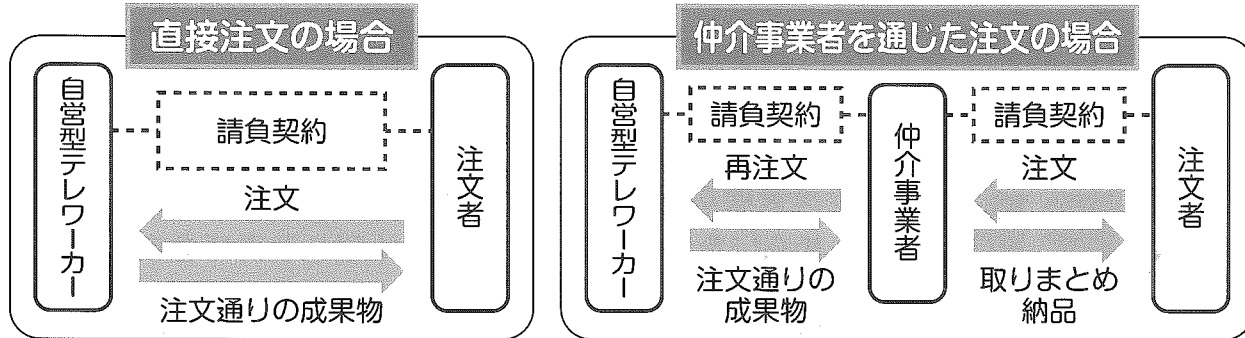 直接注文の場合
自営型テレワーカー
請負契約
注文
注文通りの成果物
注文者
仲介事業者を通じた注文の場合
自営型テレワーカー
請負契約
再注文
注文通りの
成果物
仲介事業者
請負契約
注文
取りまとめ
納品
注文者